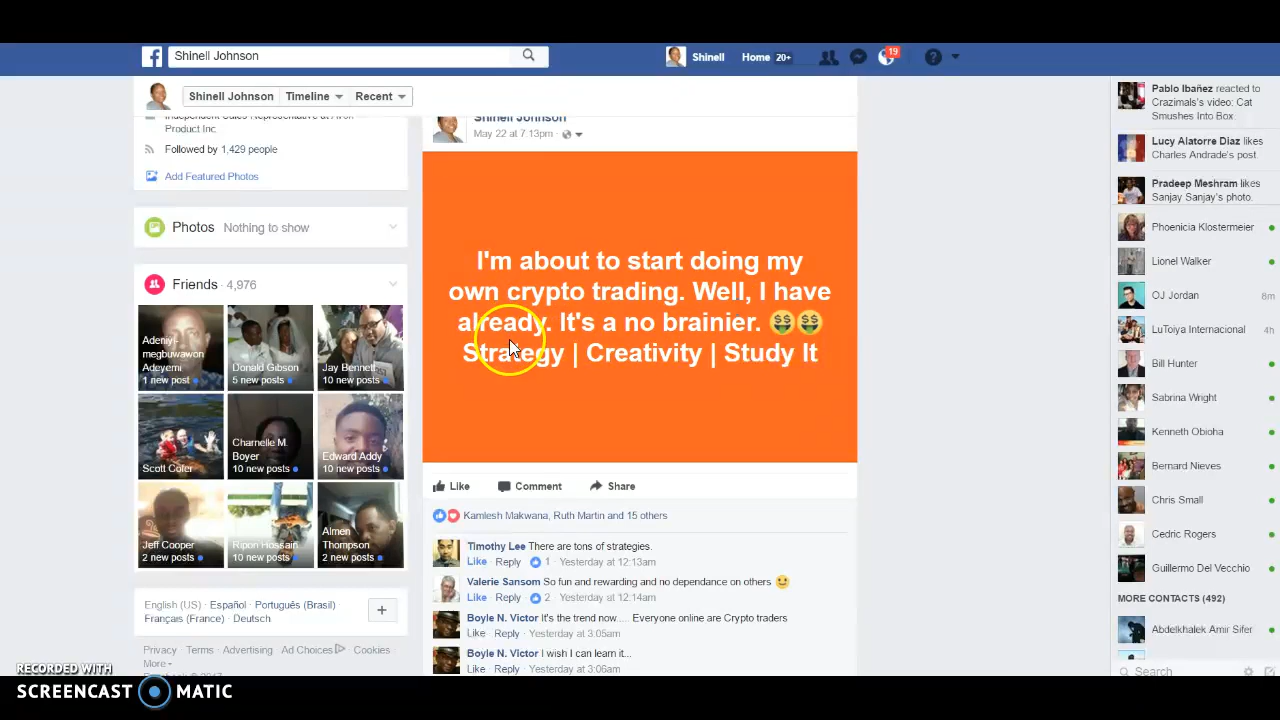 Shinell Johnson
Shinell
Home 20+
19
Shinell Johnson
Timeline
Recent
Independent Sales Representative at Avon
Product Inc
Followed by 1,429 people
Add Featured Photos
Photos Nothing to show
Friends · 4,976
Adeniyi-
megbuwawon
Adeyemi
1 new post
Donald Gibson
5 new posts
Jay Bennett
10 new posts
Scott Cofer
Charnelle M.
Boyer
10 new posts
Edward Addy
10 new posts
Jeff Cooper
2 new posts
Ripon Hossain
10 new posts
Almen
Thompson
2 new posts
English (US) · Español · Português (Brasil) ·
Français (France) · Deutsch
+
Privacy · Terms · Advertising · Ad Choices · Cookies ·
More
Shinell Johnson
May 22 at 7:13pm ·
I'm about to start doing my
own crypto trading. Well, I have
already. It's a no brainier. 🤑🤑
Strategy | Creativity | Study It
Like Comment Share
Kamlesh Makwana, Ruth Martin and 15 others
Timothy Lee There are tons of strategies.
Like · Reply · 1 · Yesterday at 12:13am
Valerie Sansom So fun and rewarding and no dependance on others 😉
Like · Reply · 2 · Yesterday at 12:14am
Boyle N. Victor It's the trend now..... Everyone online are Crypto traders
Like · Reply · Yesterday at 3:05am
Boyle N. Victor I wish I can learn it...
Like · Reply · Yesterday at 3:06am
Pablo Ibañez reacted to
Crazimals's video: Cat
Smushes Into Box.
Lucy Alatorre Diaz likes
Charles Andrade's post.
Pradeep Meshram likes
Sanjay Sanjay's photo.
Phoenicia Klostermeier
Lionel Walker
OJ Jordan 8m
LuToiya Internacional 4h
Bill Hunter
Sabrina Wright
Kenneth Obioha
Bernard Nieves
Chris Small
Cedric Rogers
Guillermo Del Vecchio
MORE CONTACTS (492)
Abdelkhalek Amir Sifer
Search
RECORDED WITH
SCREENCAST MATIC